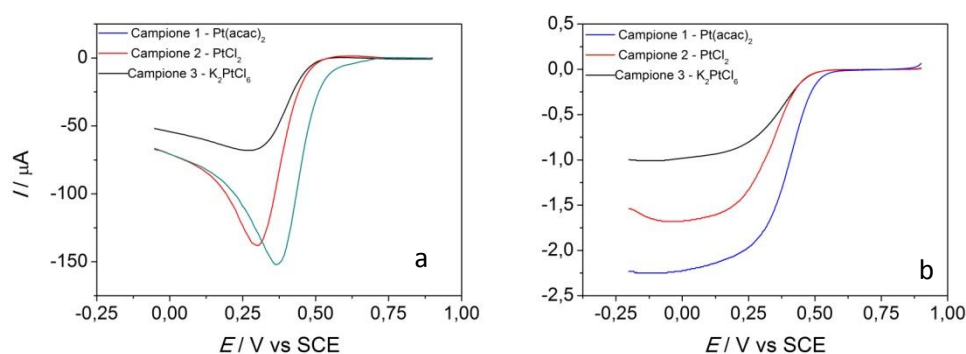 Campione 1 - Pt(acac)2
Campione 2 - PtCl2
Campione 3 - K2PtCl6
0
-50
-100
-150
I / μA
-0,25 0,00 0,25 0,50 0,75 1,00
E / V vs SCE
a
0,5
0,0
-0,5
-1,0
-1,5
-2,0
-2,5
Campione 1 - Pt(acac)2
Campione 2 - PtCl2
Campione 3 - K2PtCl6
-0,25 0,00 0,25 0,50 0,75 1,00
E / V vs SCE
b